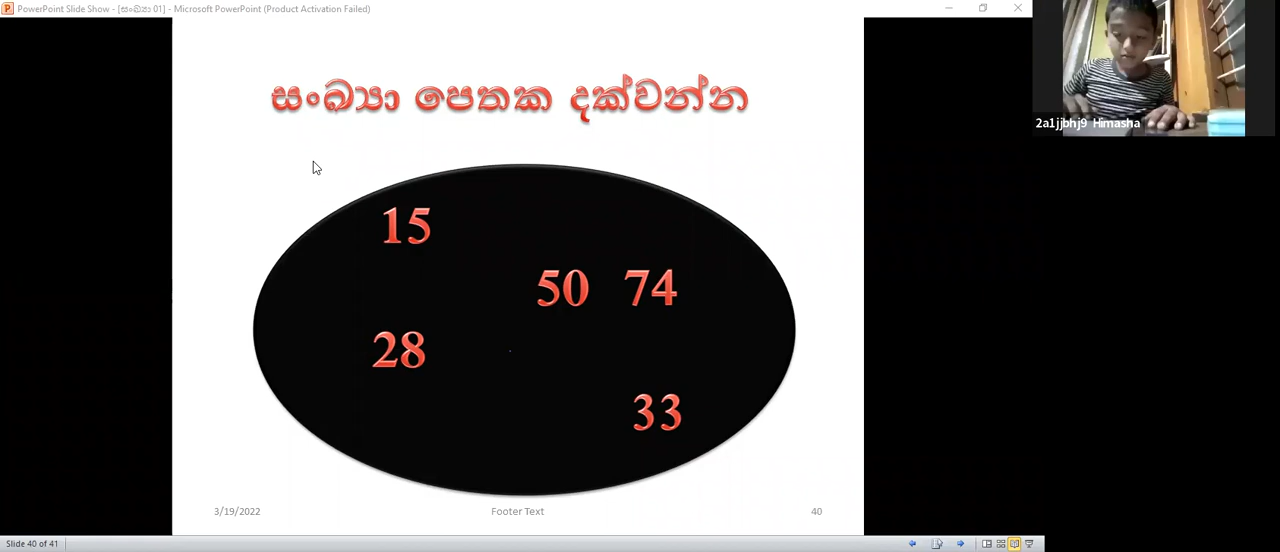 PowerPoint Slide Show - [සංඛ්‍යා 01] - Microsoft PowerPoint (Product Activation Failed)
සංඛ්‍යා පෙතක දක්වන්න
2a1jjbhj9 Himasha
15
50 74
28
33
3/19/2022 Footer Text 40
Slide 40 of 41